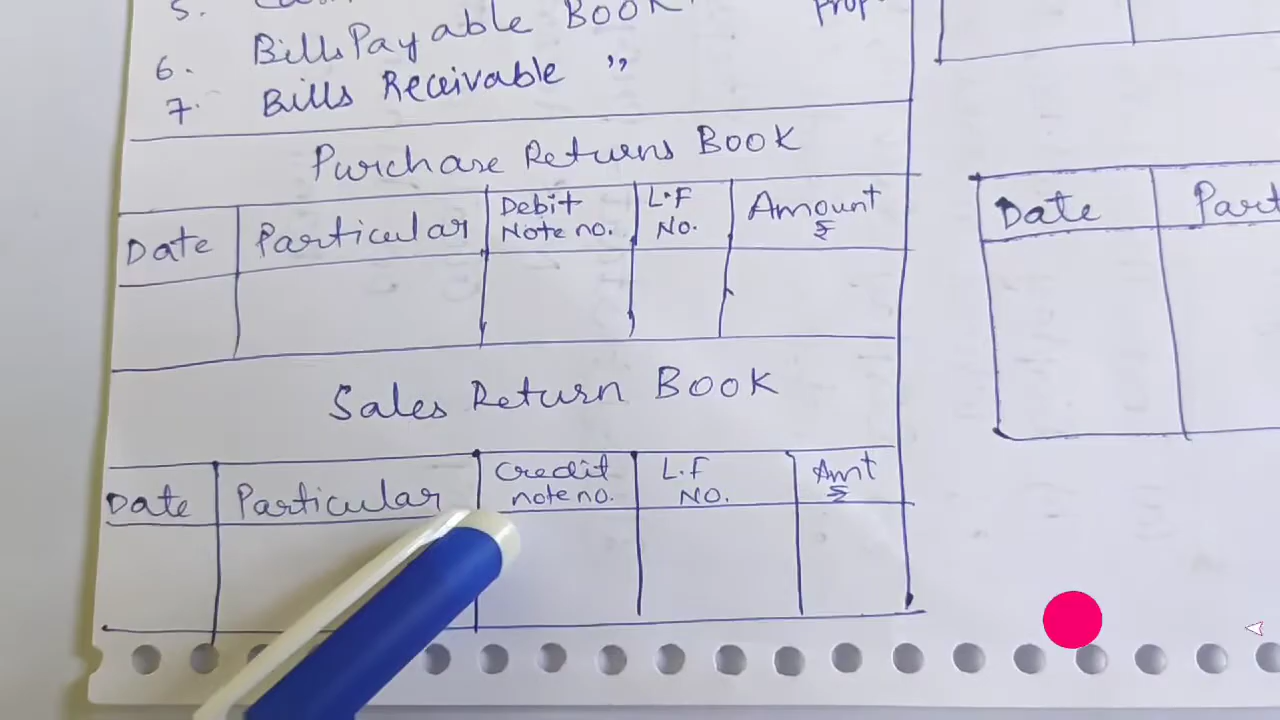 5.
6. Bills Payable Book.
7. Bills Receivable ,,
Purchase Returns Book
Date Particular Debit Note no. L.F No. Amount ₹
Sales Return Book
Date Particular Credit note no. L.F NO. Amt ₹
Date